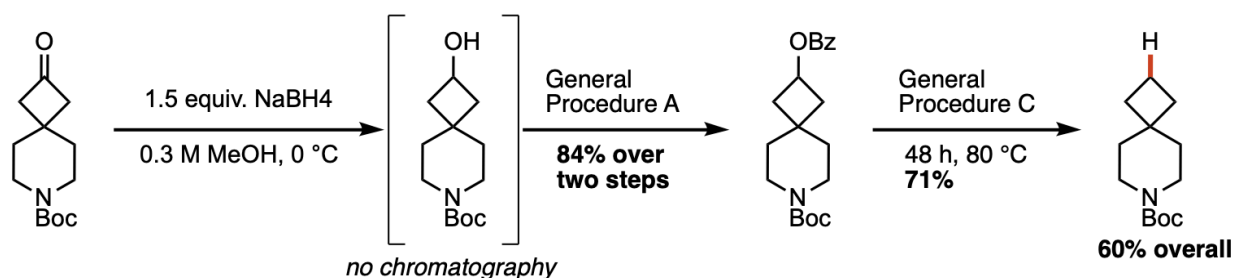 O
1.5 equiv. NaBH4
0.3 M MeOH, 0 °C
N
Boc
OH
N
Boc
no chromatography
General
Procedure A
84% over
two steps
OBz
N
Boc
General
Procedure C
48 h, 80 °C
71%
H
N
Boc
60% overall